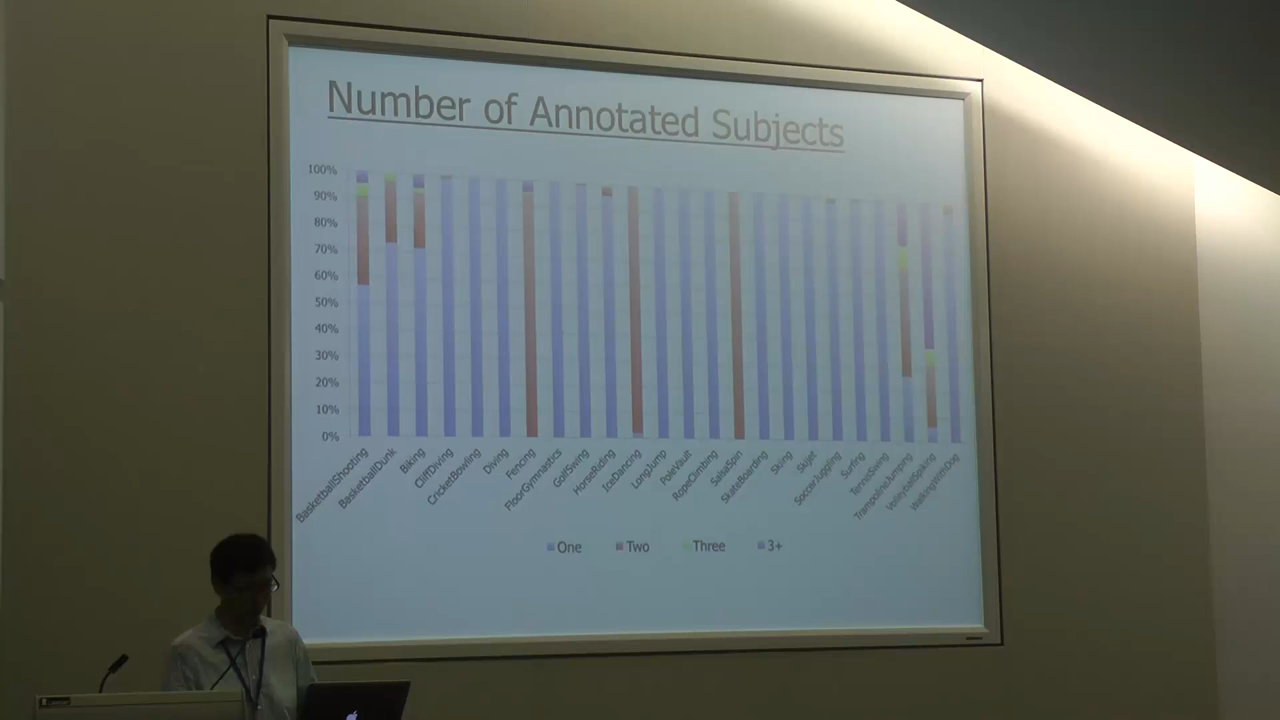 Number of Annotated Subjects
100%
90%
80%
70%
60%
50%
40%
30%
20%
10%
0%
BasketballShooting
BasketballDunk
Biking
CliffDiving
CricketBowling
Diving
Fencing
FloorGymnastics
GolfSwing
HorseRiding
IceDancing
LongJump
PoleVault
RopeClimbing
SalsaSpin
SkateBoarding
Skiing
Skijet
SoccerJuggling
Surfing
TennisSwing
TrampolineJumping
VolleyballSpiking
WalkingWithDog
One Two Three 3+